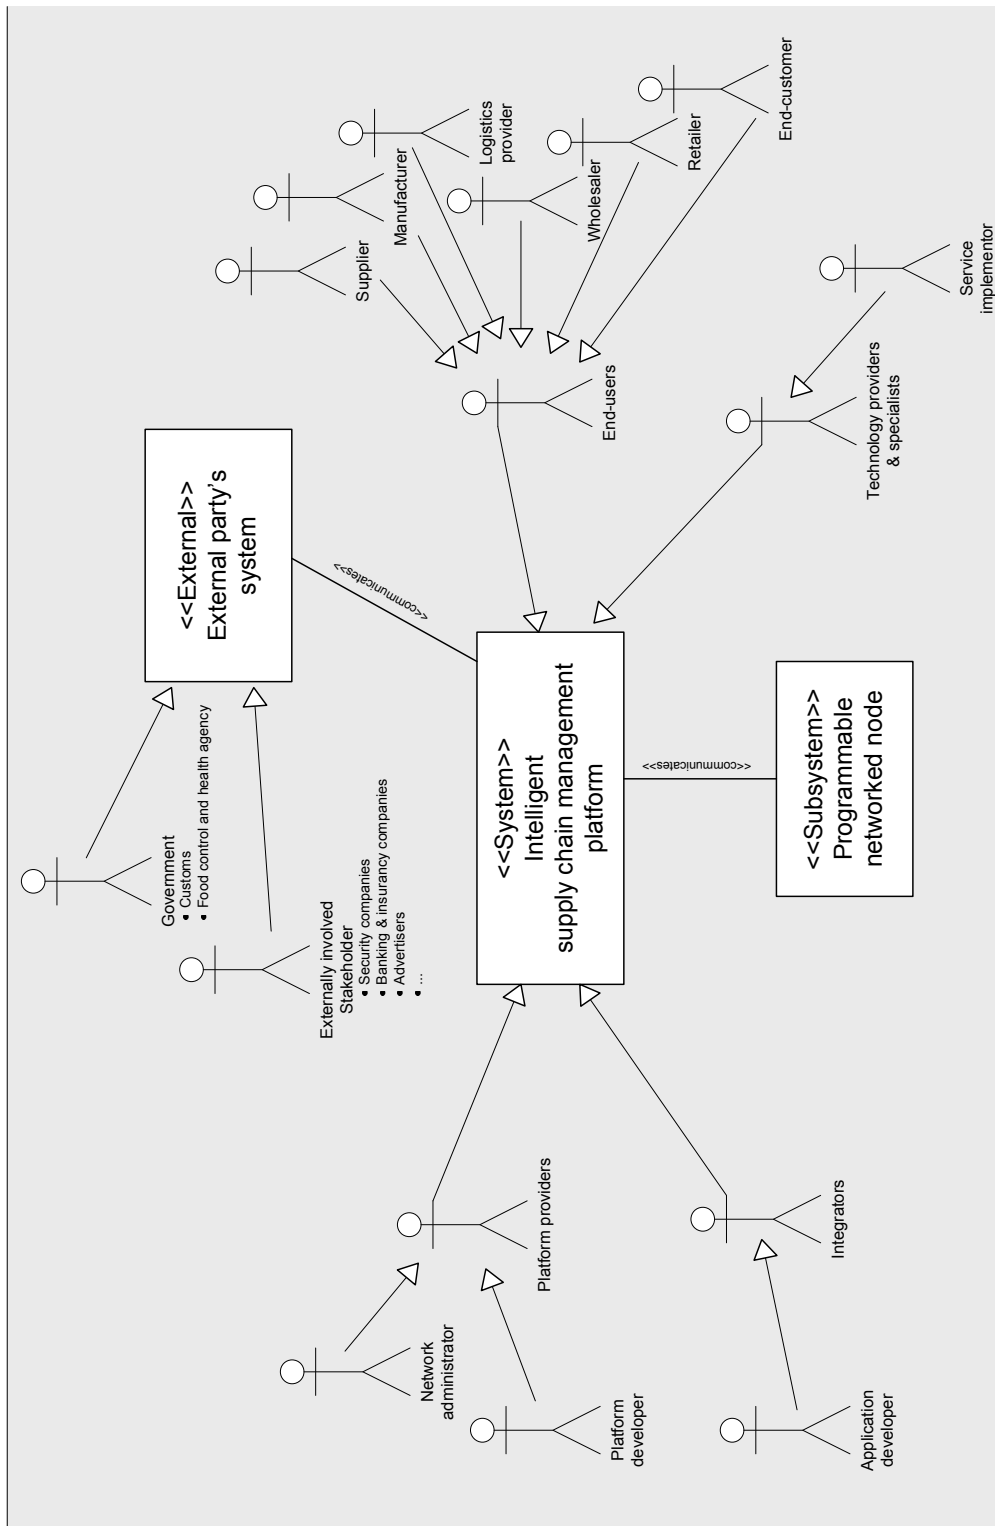 Government
• Customs
• Food control and health agency
Externally involved
Stakeholder
• Security companies
• Banking & insurancy companies
• Advertisers
• ...
<<External>>
External party's
system
<<communicates>>
Supplier
Manufacturer
Logistics
provider
Wholesaler
Retailer
End-customer
End-users
Network
administrator
Platform
developer
Platform providers
<<System>>
Intelligent
supply chain management
platform
<<communicates>>
<<Subsystem>>
Programmable
networked node
Technology providers
& specialists
Service
implementor
Integrators
Application
developer